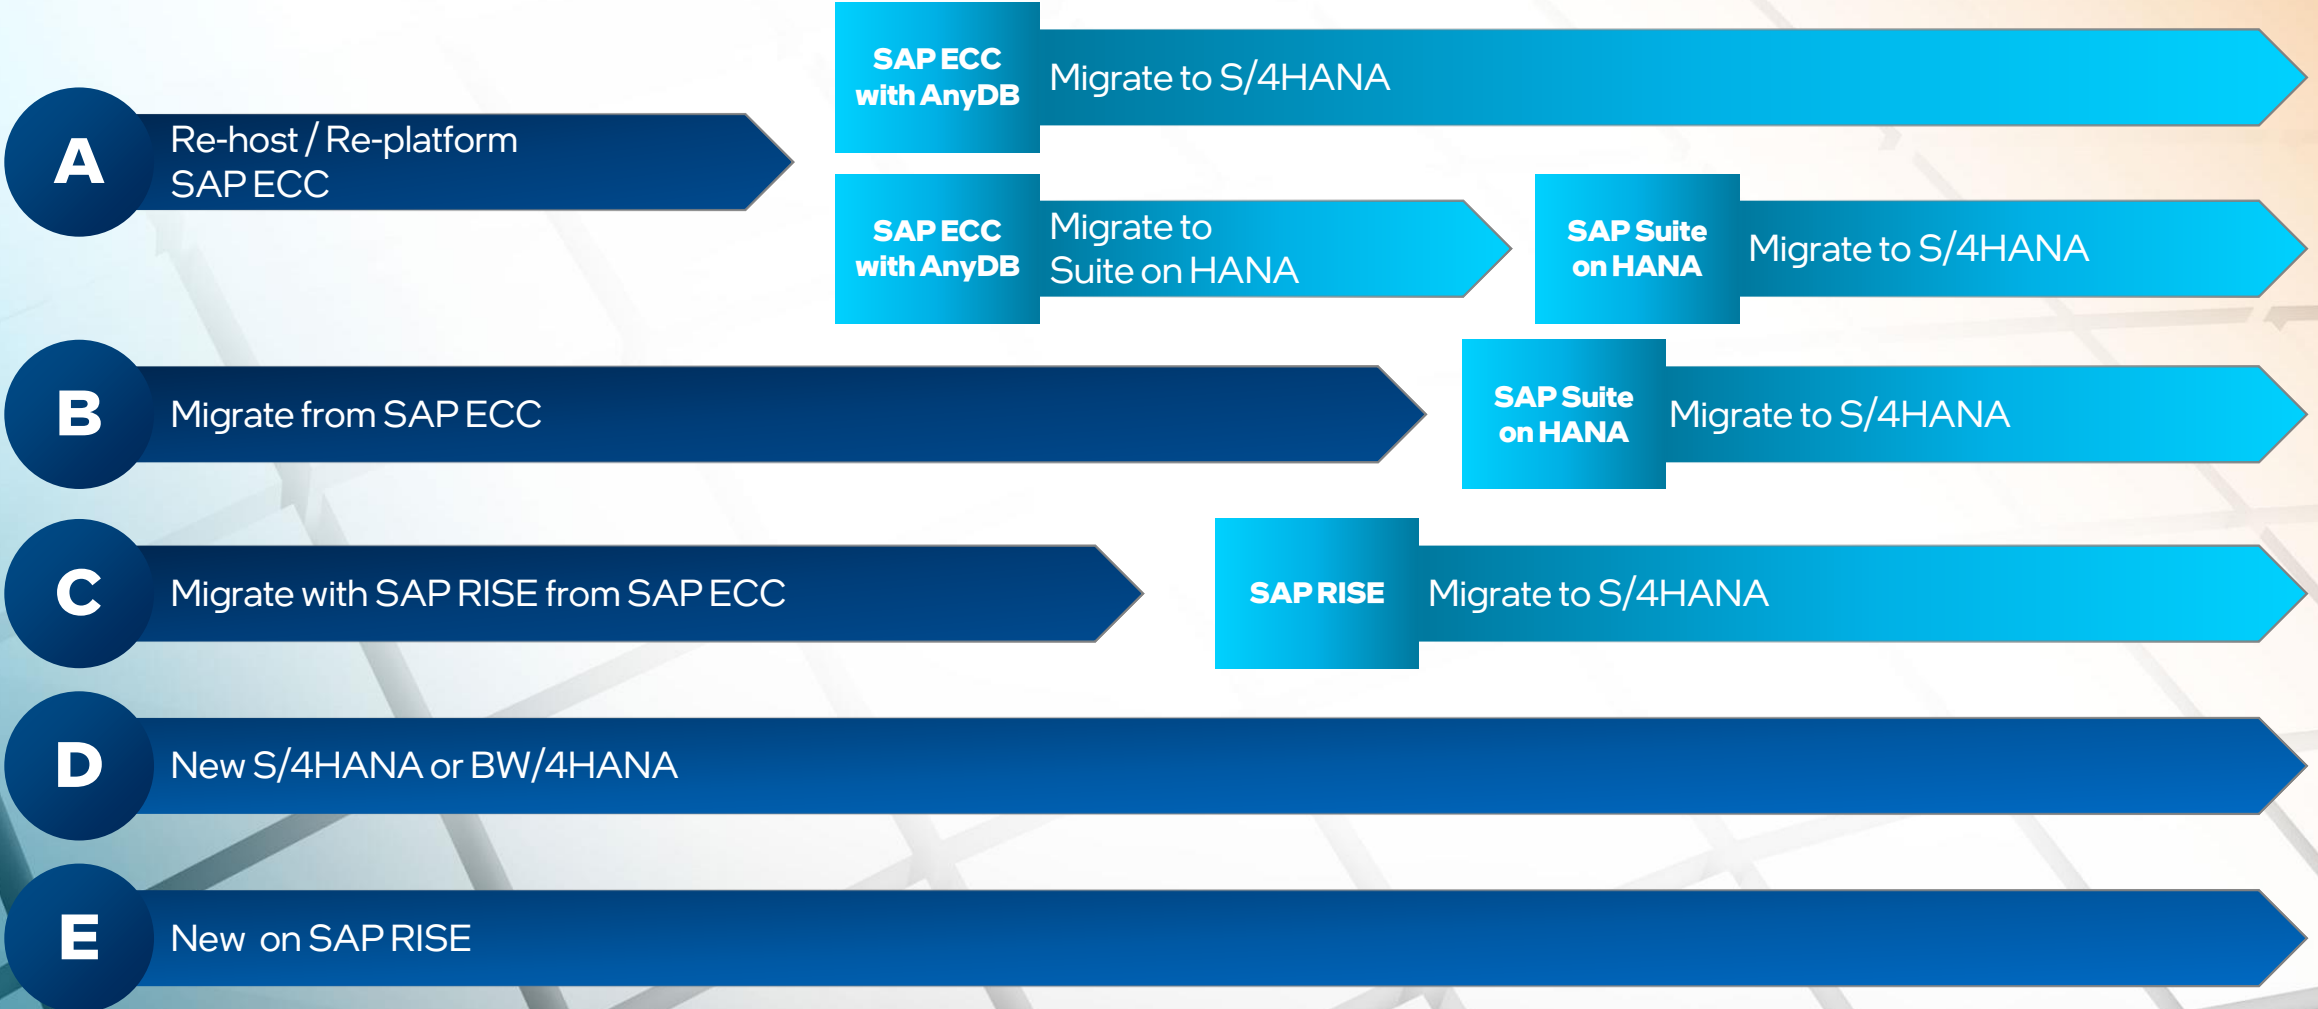 A
Re-host / Re-platform
SAP ECC
SAP ECC
with AnyDB
Migrate to S/4HANA
SAP ECC
with AnyDB
Migrate to
Suite on HANA
SAP Suite
on HANA
Migrate to S/4HANA
B
Migrate from SAP ECC
SAP Suite
on HANA
Migrate to S/4HANA
C
Migrate with SAP RISE from SAP ECC
SAP RISE
Migrate to S/4HANA
D
New S/4HANA or BW/4HANA
E
New on SAP RISE